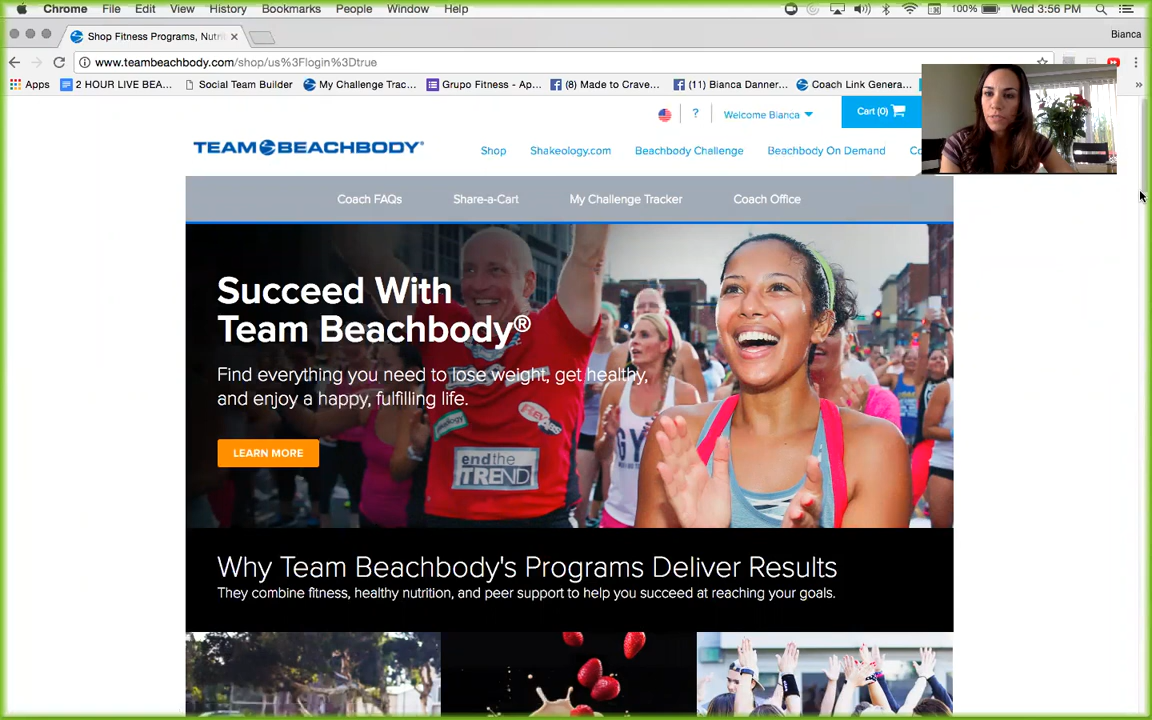 Chrome File Edit View History Bookmarks People Window Help 100% Wed 3:56 PM
Shop Fitness Programs, Nutri Bianca
www.teambeachbody.com/shop/us%3Flogin%3Dtrue
Apps 2 HOUR LIVE BEA... Social Team Builder My Challenge Trac... Grupo Fitness - Ap... (8) Made to Crave... (11) Bianca Danner... Coach Link Genera...
? Welcome Bianca Cart (0)
TEAM BEACHBODY
Shop Shakeology.com Beachbody Challenge Beachbody On Demand
Coach FAQs Share-a-Cart My Challenge Tracker Coach Office
Succeed With
Team Beachbody®
Find everything you need to lose weight, get healthy,
and enjoy a happy, fulfilling life.
LEARN MORE
end the
TREND
Why Team Beachbody's Programs Deliver Results
They combine fitness, healthy nutrition, and peer support to help you succeed at reaching your goals.